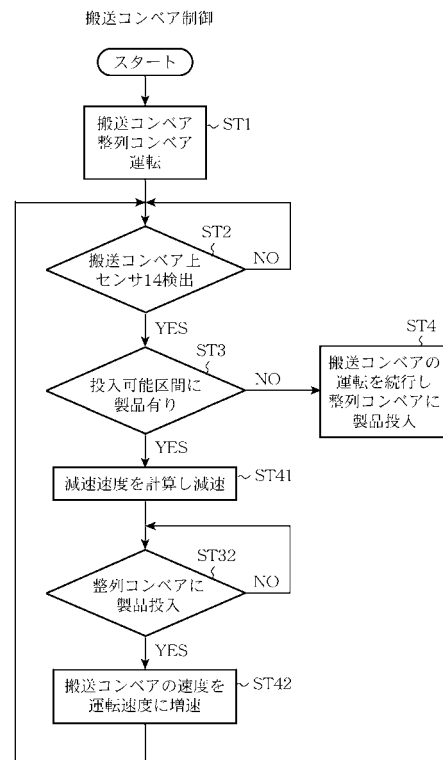 搬送コンベア制御
スタート
搬送コンベア
整列コンベア
運転
ST1
ST2
搬送コンベア上
センサ14検出
NO
YES
ST3
投入可能区間に
製品有り
NO
ST4
搬送コンベアの
運転を続行し
整列コンベアに
製品投入
YES
減速速度を計算し減速
ST41
ST32
整列コンベアに
製品投入
NO
YES
搬送コンベアの速度を
運転速度に増速
ST42